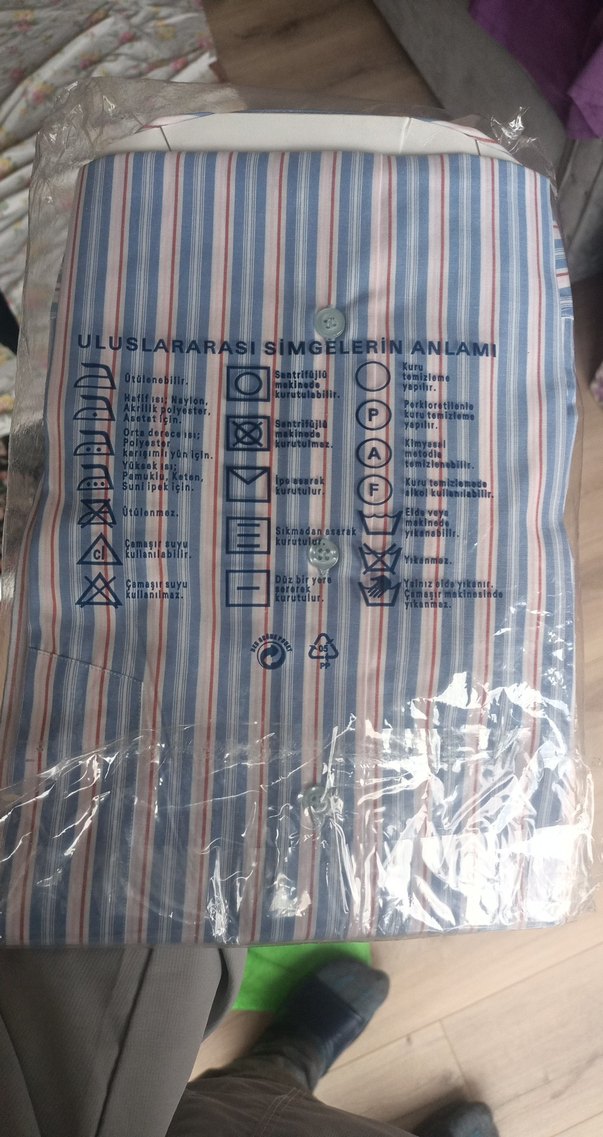 ULUSLARARASI SİMGELERİN ANLAMI
Ütülenebilir.
Hafif ısı; Naylon,
Akrilik polyester,
Asetat için.
Orta derece ısı;
Polyester
karışımlı yün için.
Yüksek ısı;
Pamuklu, Keten,
Suni ipek için.
Ütülenmez.
Cl
Çamaşır suyu
kullanılabilir.
Çamaşır suyu
kullanılmaz.
Santrifüjlü
makinede
kurutulabilir.
Santrifüjlü
makinede
kurutulmaz.
İpe asarak
kurutulur.
Sıkmadan asarak
kurutulur.
Düz bir yere
sererek
kurutulur.
Kuru
temizleme
yapılır.
P
Perkloretilenle
kuru temizleme
yapılır.
A
Kimyasal
metodla
temizlenebilir.
F
Kuru temizlemede
alkol kullanılabilir.
Elde veya
makinede
yıkanabilir.
Yıkanmaz.
Yalnız elde yıkanır.
Çamaşır makinesinde
yıkanmaz.
05
PP